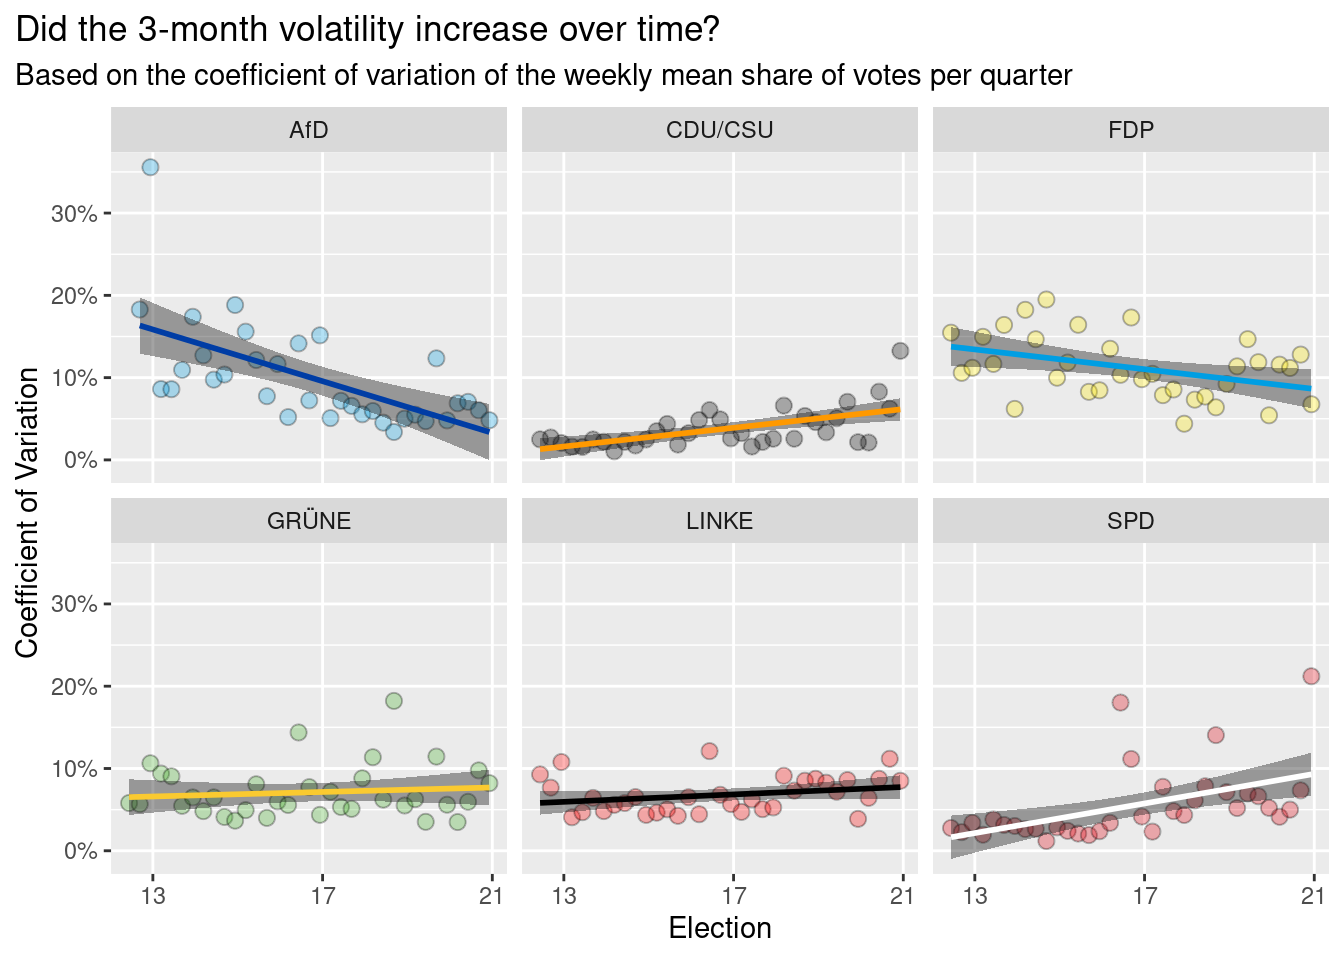 Did the 3-month volatility increase over time?
Based on the coefficient of variation of the weekly mean share of votes per quarter
AfD
CDU/CSU
FDP
30%
20%
10%
0%
GRÜNE
LINKE
SPD
30%
20%
10%
0%
13
17
21
13
17
21
13
17
21
Election
Coefficient of Variation